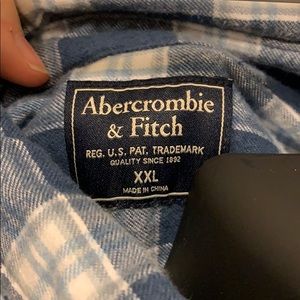 Abercrombie
& Fitch
REG. U.S. PAT. TRADEMARK
QUALITY SINCE 1892
XXL
MADE IN CHINA